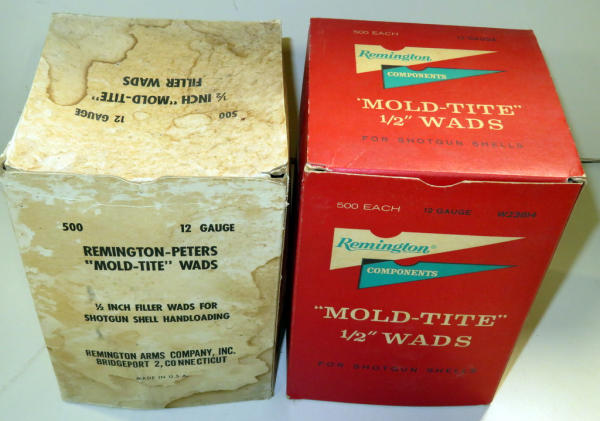 500 12 GAUGE
½ INCH "MOLD-TITE"
FILLER WADS
500 12 GAUGE
REMINGTON-PETERS
"MOLD-TITE" WADS
½ INCH FILLER WADS FOR
SHOTGUN SHELL HANDLOADING
REMINGTON ARMS COMPANY, INC.
BRIDGEPORT 2, CONNECTICUT
MADE IN U.S.A.
500 EACH 12 GAUGE
Remington
COMPONENTS
"MOLD-TITE"
1/2" WADS
FOR SHOTGUN SHELLS
500 EACH 12 GAUGE
Remington®
COMPONENTS
"MOLD-TITE"
1/2" WADS
FOR SHOTGUN SHELLS